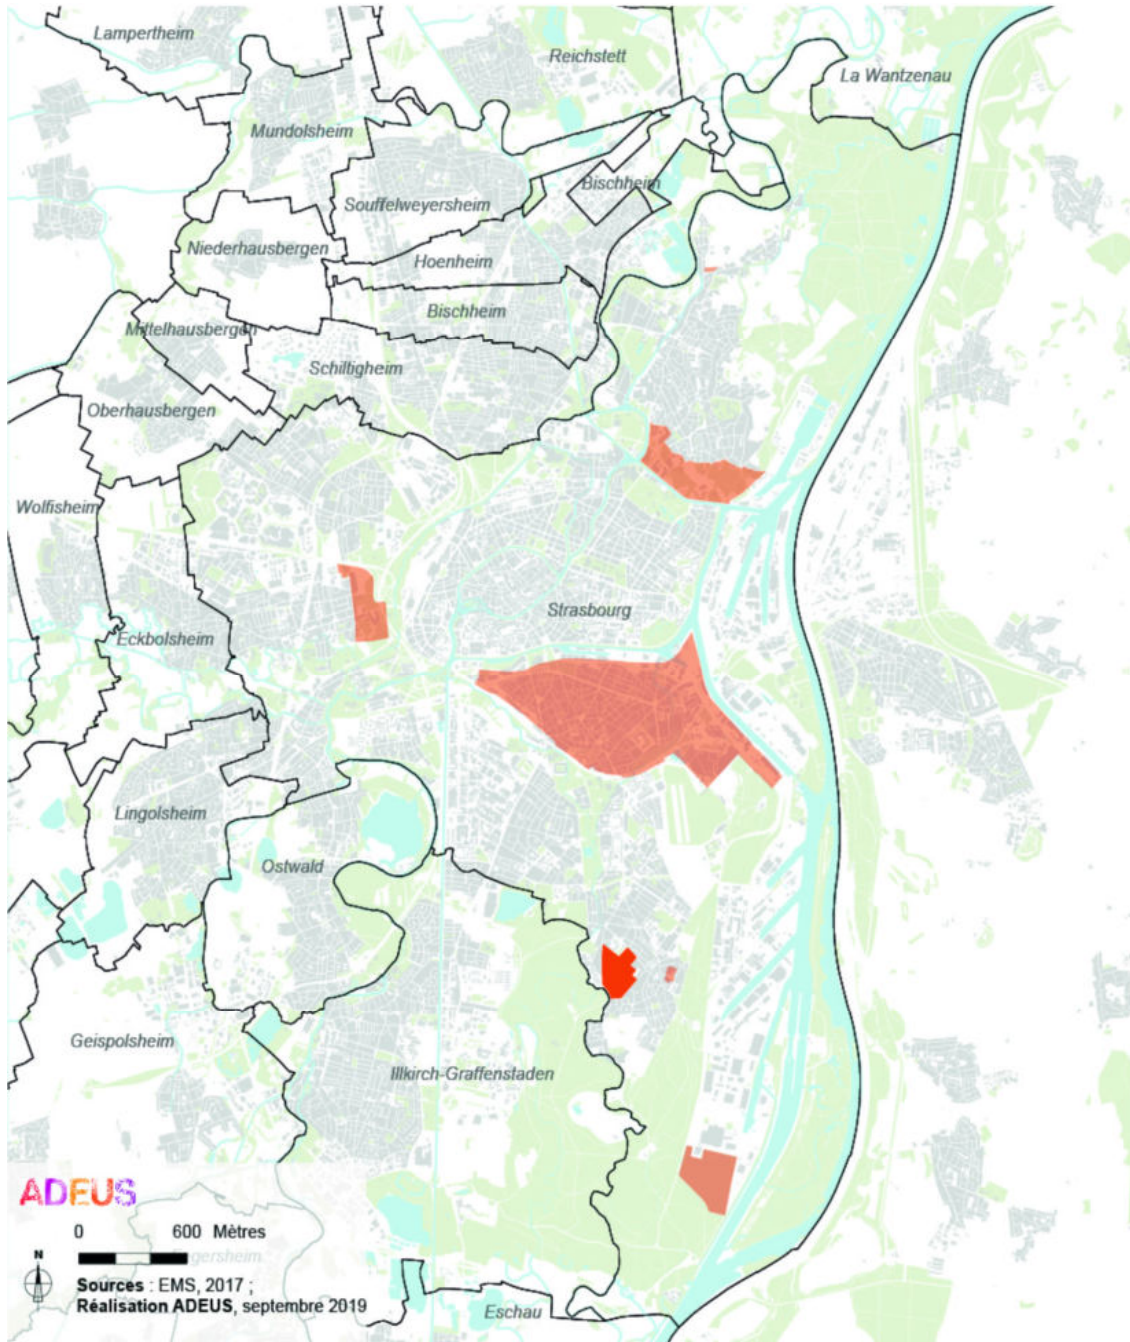 Lampertheim
Reichstett
La Wantzenau
Mundolsheim
Bischheim
Souffelweyersheim
Niederhausbergen
Hoenheim
Bischheim
Mittelhausbergen
Schiltigheim
Oberhausbergen
Wolfisheim
Strasbourg
Eckbolsheim
Lingolsheim
Ostwald
Geispolsheim
Illkirch-Graffenstaden
ADEUS
0 600 Mètres
N
Sources : EMS, 2017 ;
Réalisation ADEUS, septembre 2019
Eschau